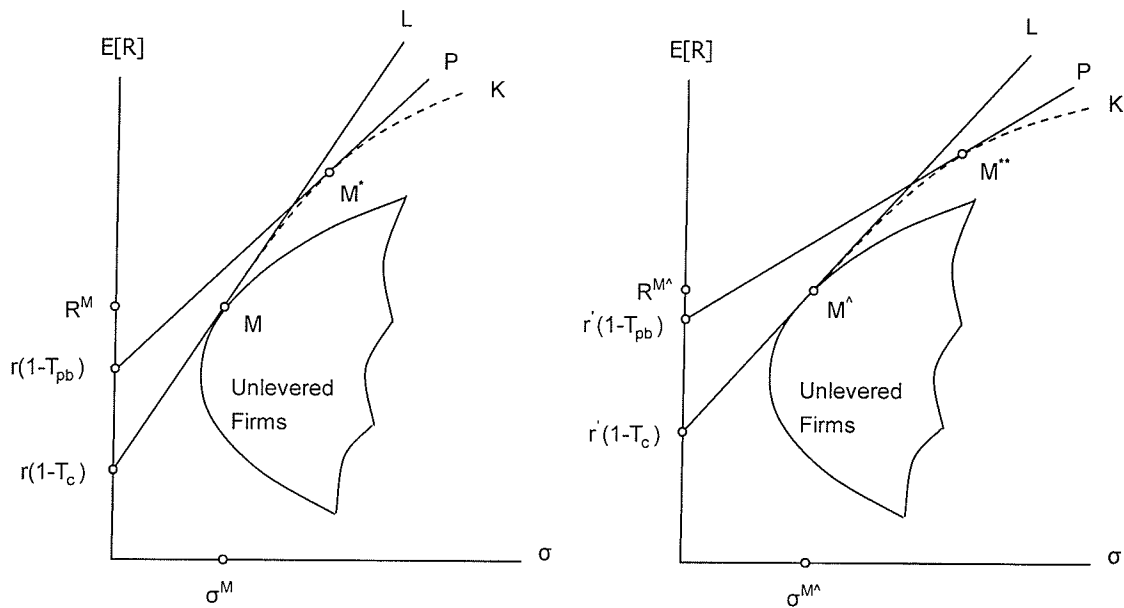 E[R]
L
P
K
M*
R^M
M
r(1-T_pb)
Unlevered
Firms
r(1-T_c)
σ
σ^M
E[R]
L
P
K
M**
R^M^
M^
r'(1-T_pb)
Unlevered
Firms
r'(1-T_c)
σ
σ^M^